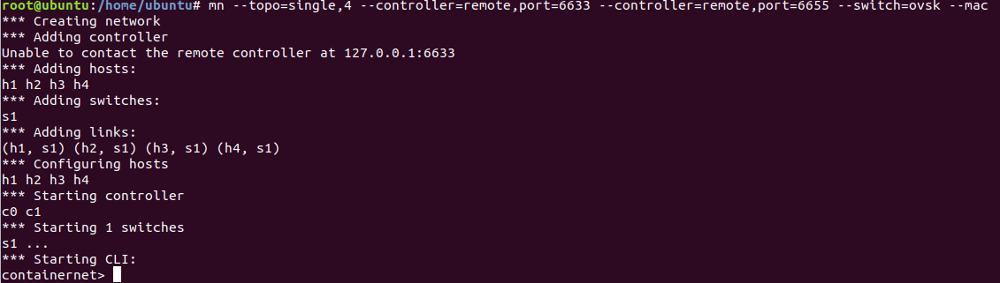 root@ubuntu:/home/ubuntu# mn --topo=single,4 --controller=remote,port=6633 --controller=remote,port=6655 --switch=ovsk --mac
*** Creating network
*** Adding controller
Unable to contact the remote controller at 127.0.0.1:6633
*** Adding hosts:
h1 h2 h3 h4
*** Adding switches:
s1
*** Adding links:
(h1, s1) (h2, s1) (h3, s1) (h4, s1)
*** Configuring hosts
h1 h2 h3 h4
*** Starting controller
c0 c1
*** Starting 1 switches
s1 ...
*** Starting CLI:
containernet>